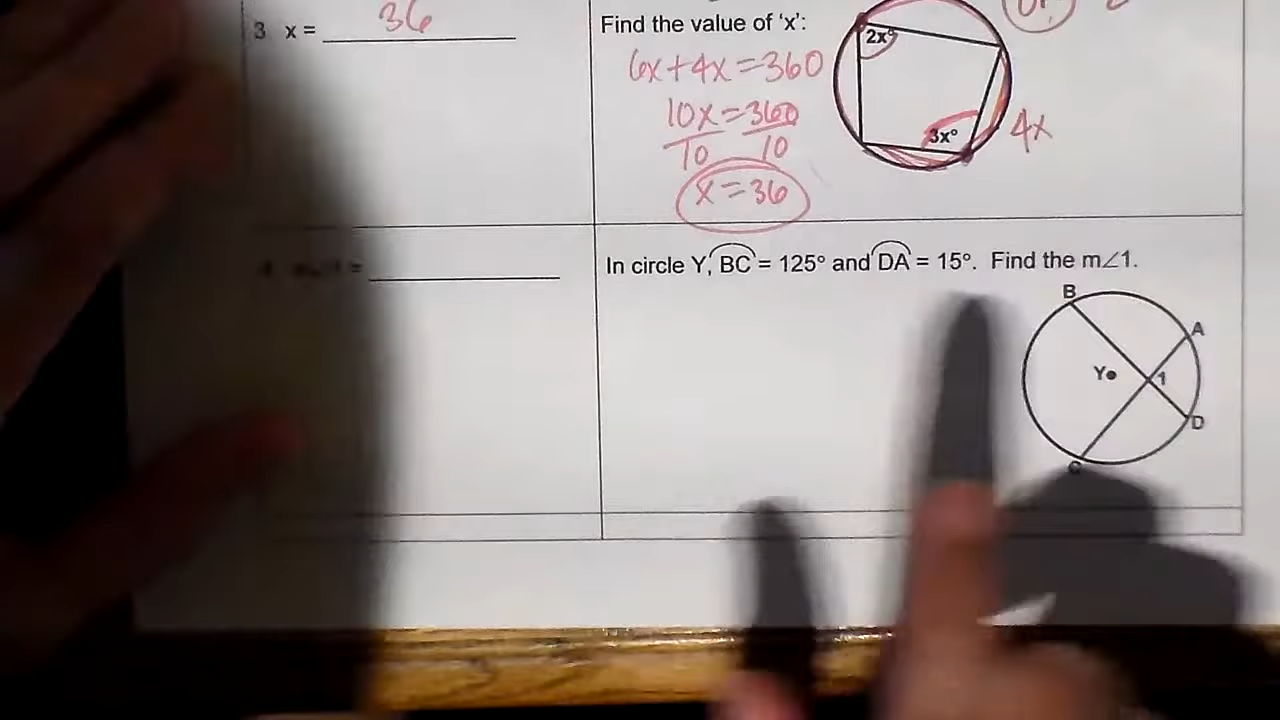 3 x = 36
Find the value of ‘x’:
6x+4x=360
10x=360
10 10
x=36
2x°
3x°
4x
=
In circle Y, BC = 125° and DA = 15°. Find the m∠1.
B
A
Y
1
D
C